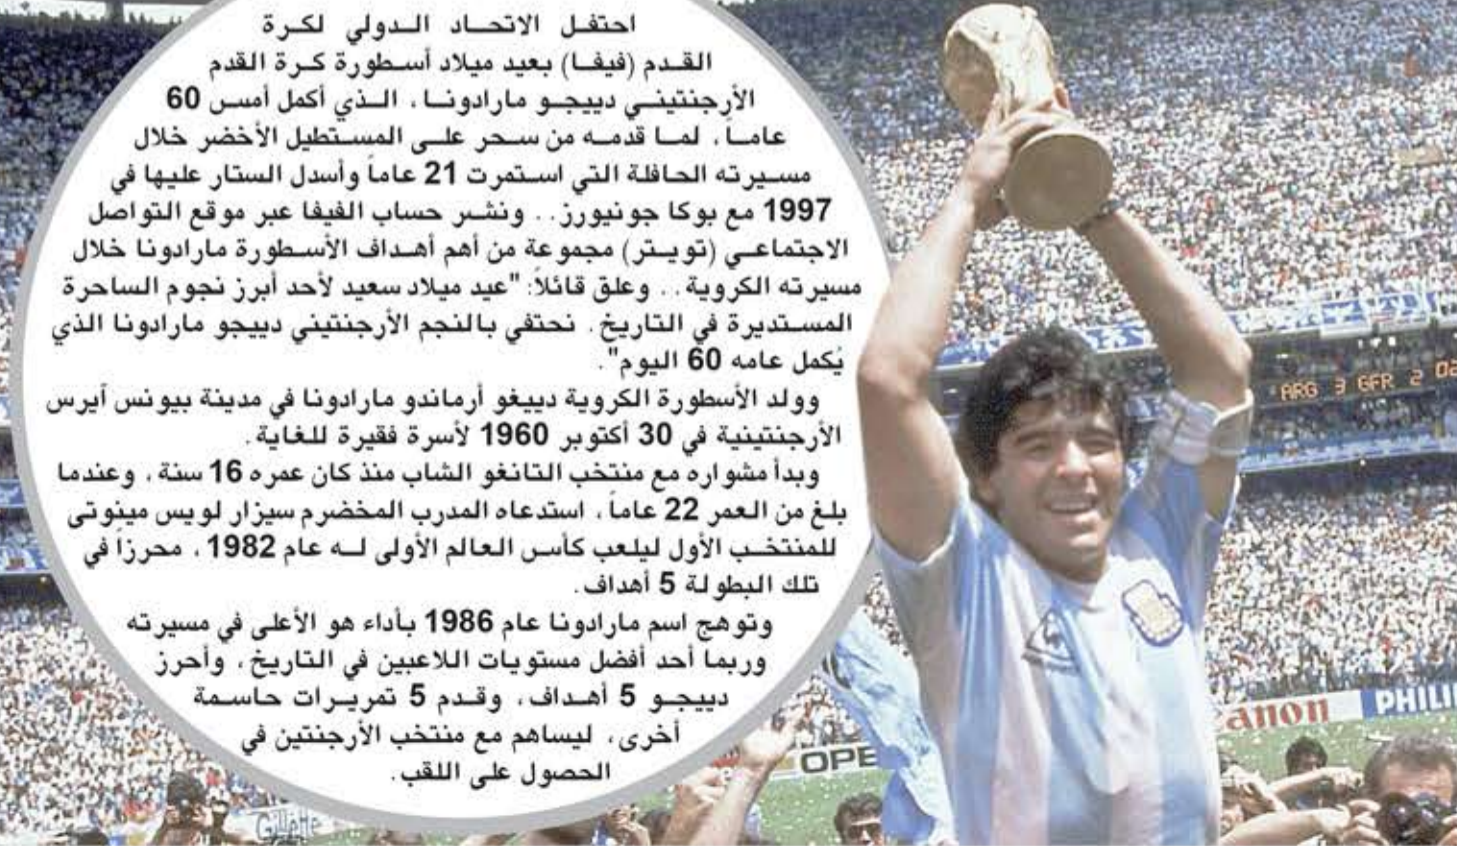 احتفل الاتحاد الدولي لكرة
القدم (فيفا) بعيد ميلاد أسطورة كرة القدم
الأرجنتيني دييجو مارادونا، الذي أكمل أمس 60
عاماً، لما قدمه من سحر على المستطيل الأخضر خلال
مسيرته الحافلة التي استمرت 21 عاماً وأسدل الستار عليها في
1997 مع بوكا جونيورز.. ونشر حساب الفيفا عبر موقع التواصل
الاجتماعي (تويتر) مجموعة من أهم أهداف الأسطورة مارادونا خلال
مسيرته الكروية.. وعلق قائلاً: "عيد ميلاد سعيد لأحد أبرز نجوم الساحرة
المستديرة في التاريخ. نحتفي بالنجم الأرجنتيني دييجو مارادونا الذي
يُكمل عامه 60 اليوم".
وولد الأسطورة الكروية دييغو أرماندو مارادونا في مدينة بيونس آيرس
الأرجنتينية في 30 أكتوبر 1960 لأسرة فقيرة للغاية.
وبدأ مشواره مع منتخب التانغو الشاب منذ كان عمره 16 سنة، وعندما
بلغ من العمر 22 عاماً، استدعاه المدرب المخضرم سيزار لويس مينوتى
للمنتخب الأول ليلعب كأس العالم الأولى له عام 1982، محرزاً في
تلك البطولة 5 أهداف.
وتوهج اسم مارادونا عام 1986 بأداء هو الأعلى في مسيرته
وربما أحد أفضل مستويات اللاعبين في التاريخ، وأحرز
دييجو 5 أهداف، وقدم 5 تمريرات حاسمة
أخرى، ليساهم مع منتخب الأرجنتين في
الحصول على اللقب.
ARG 3 GFR 2 02
anon
PHILI
OPE
Gillette